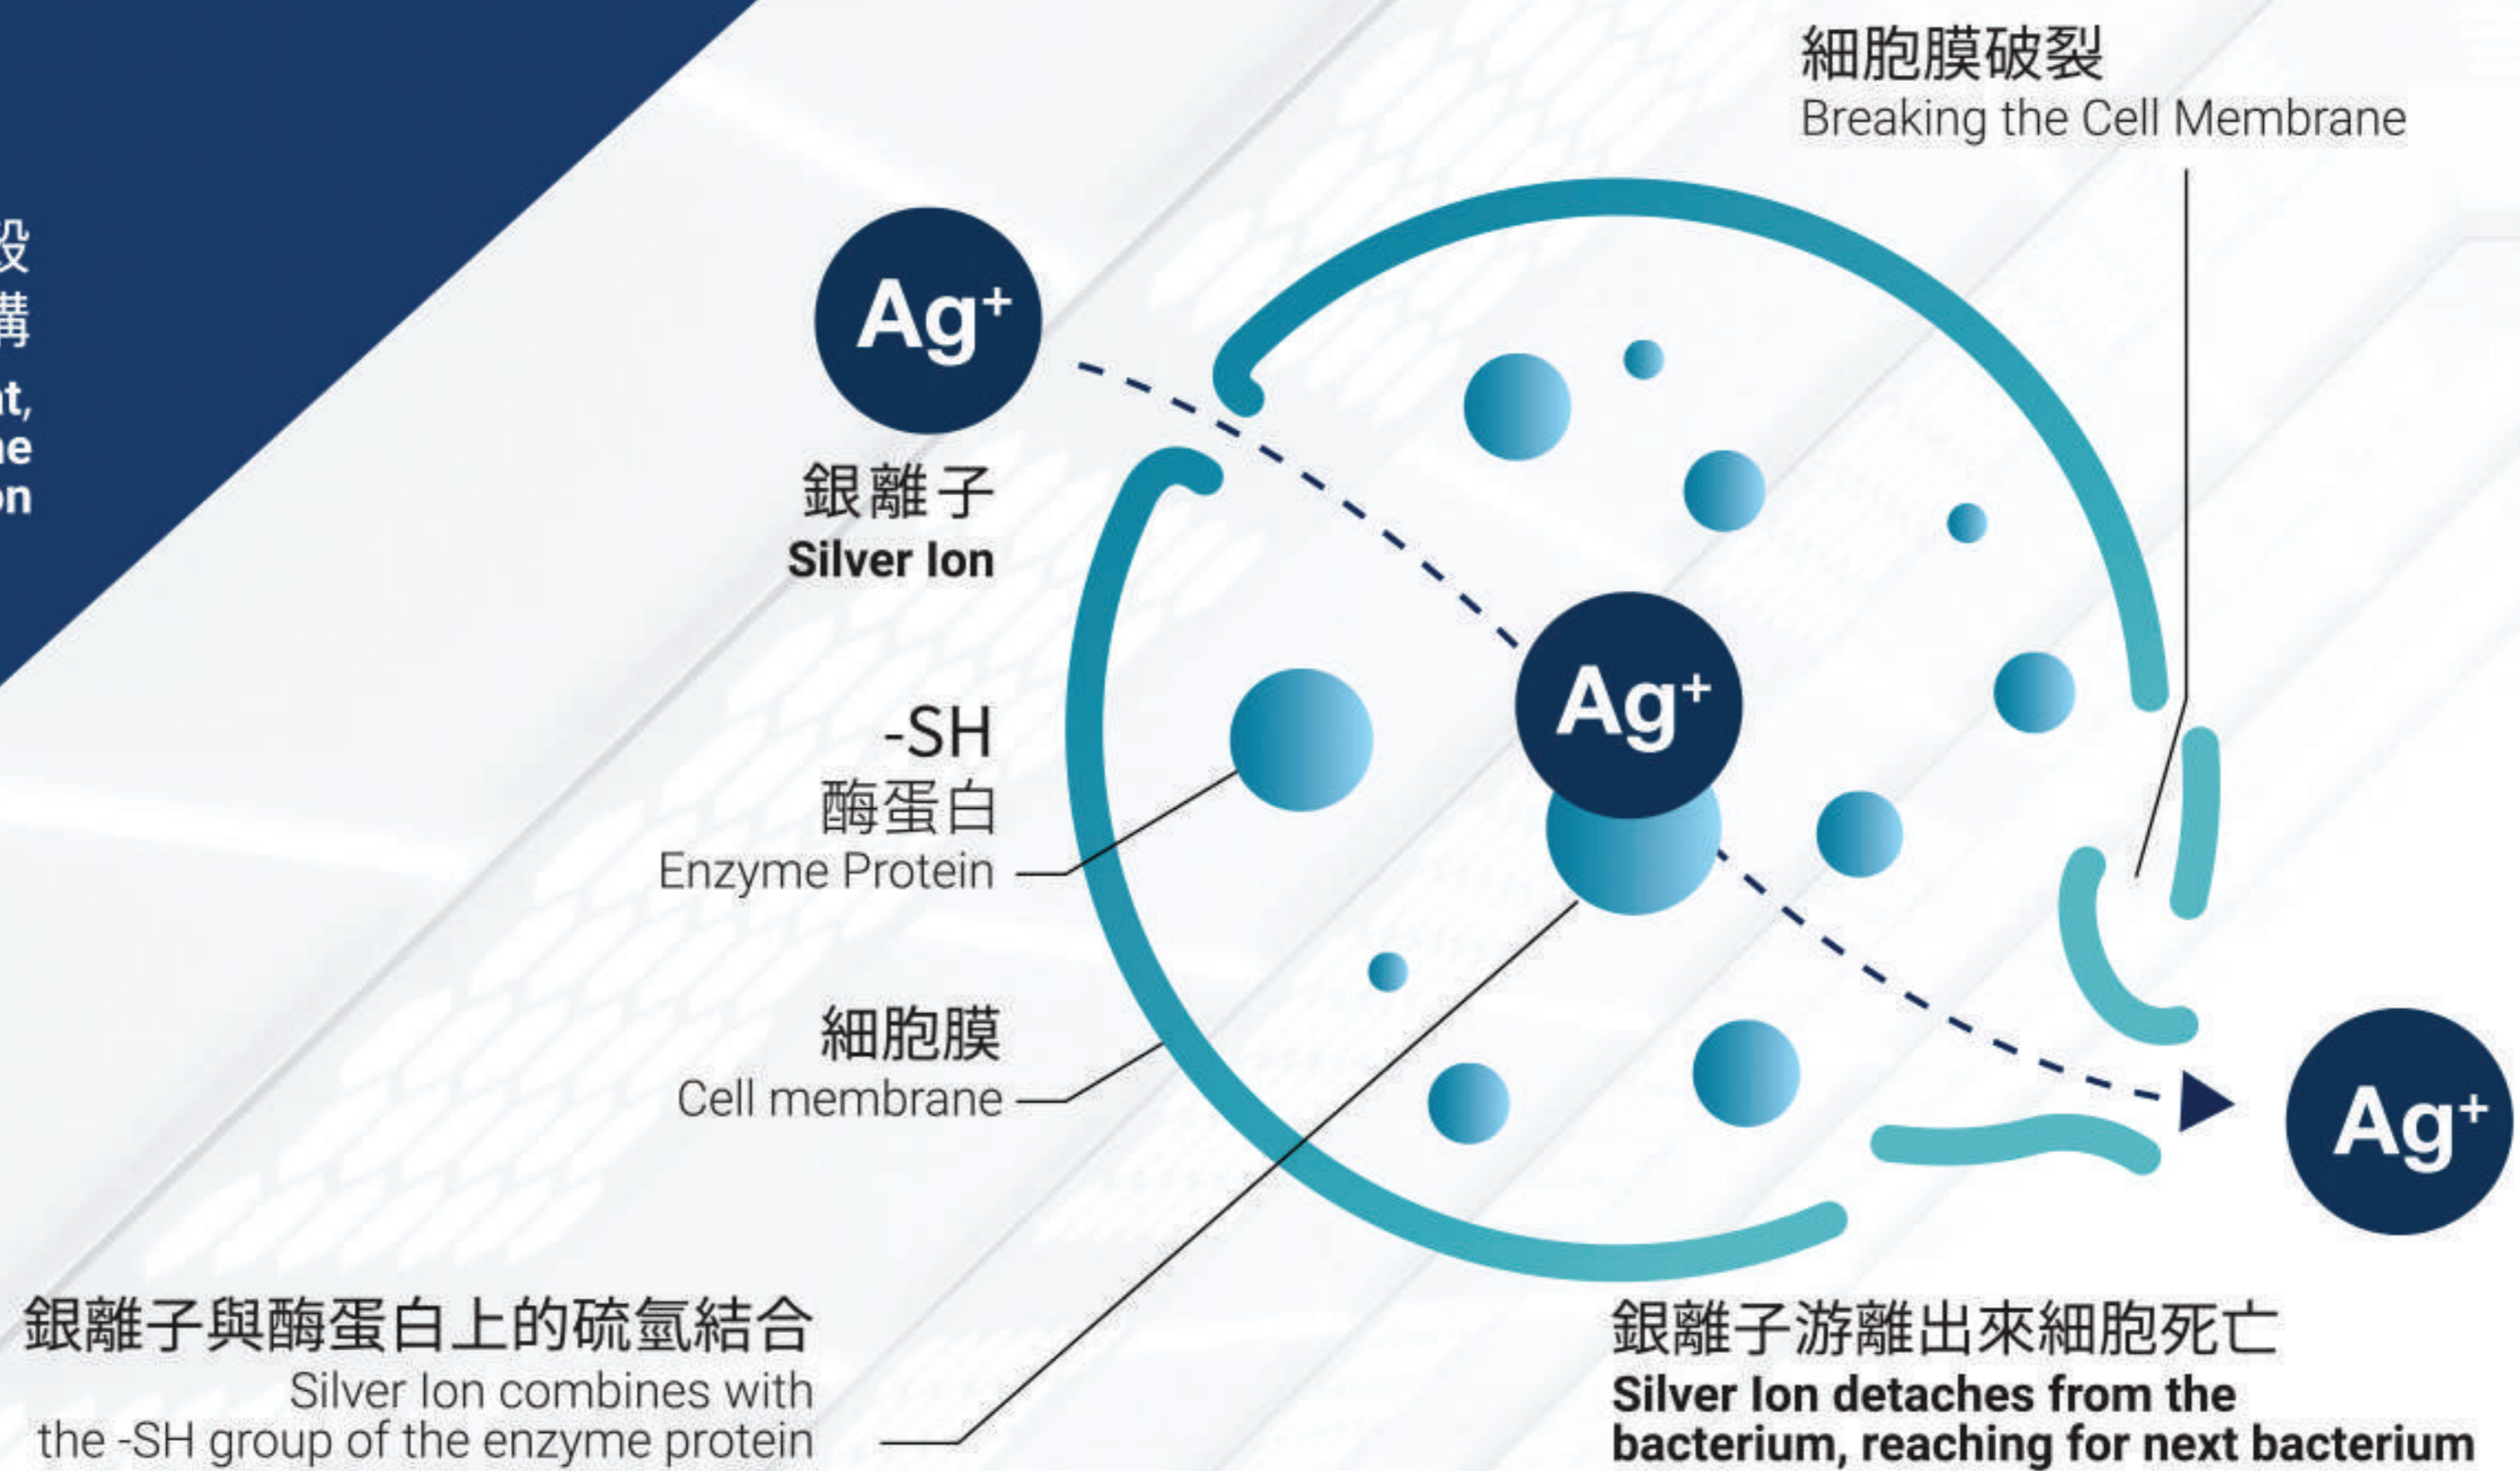 細胞膜破裂
Breaking the Cell Membrane
設
構
Ag⁺
銀離子
Silver Ion
Ag⁺
-SH
酶蛋白
Enzyme Protein
細胞膜
Cell membrane
Ag⁺
銀離子與酶蛋白上的硫氫結合
Silver Ion combines with
the -SH group of the enzyme protein
銀離子游離出來細胞死亡
Silver Ion detaches from the
bacterium, reaching for next bacterium